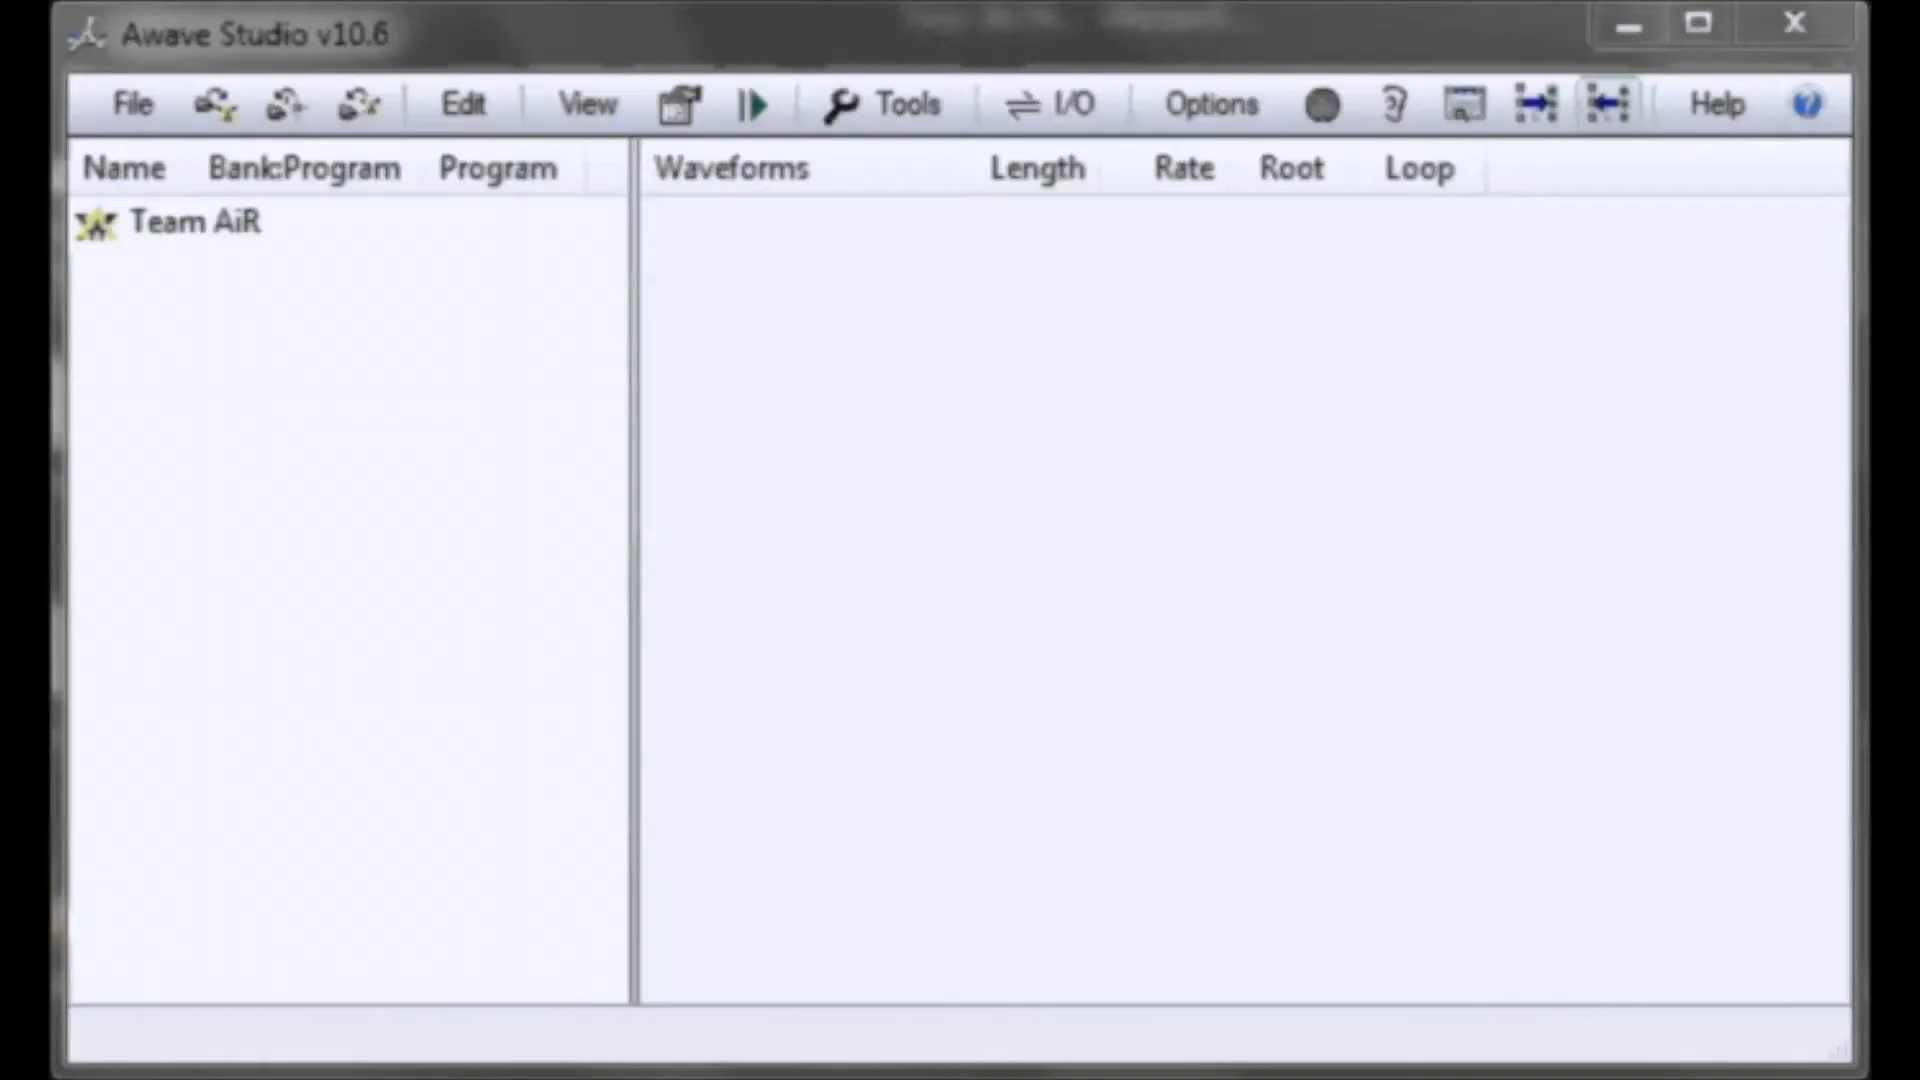 Awave Studio v10.6
File Edit View Tools I/O Options Help
Name Bank:Program Program Waveforms Length Rate Root Loop
Team AiR